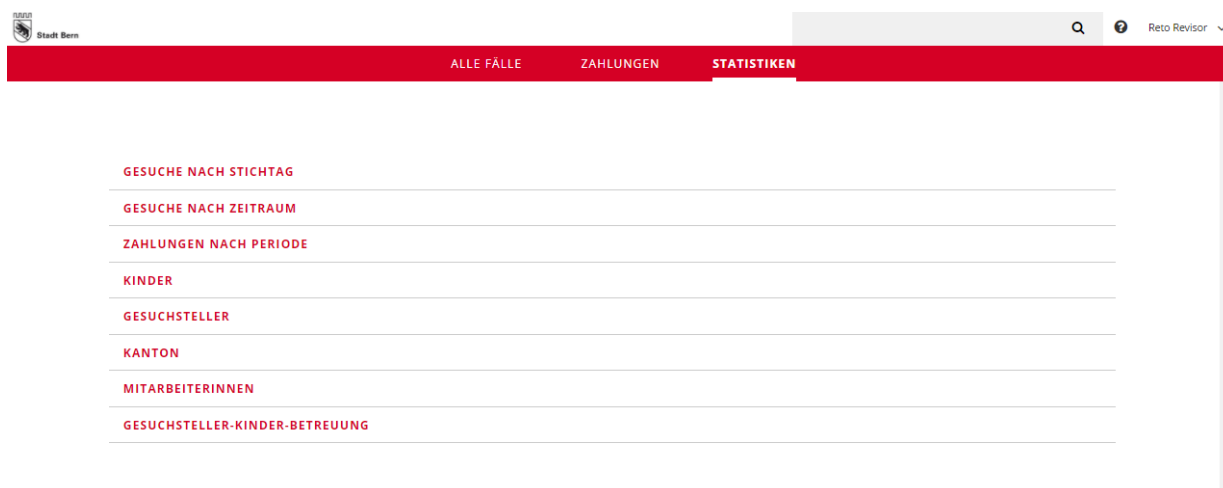 Stadt Bern
Reto Revisor
ALLE FÄLLE ZAHLUNGEN STATISTIKEN
GESUCHE NACH STICHTAG
GESUCHE NACH ZEITRAUM
ZAHLUNGEN NACH PERIODE
KINDER
GESUCHSTELLER
KANTON
MITARBEITERINNEN
GESUCHSTELLER-KINDER-BETREUUNG